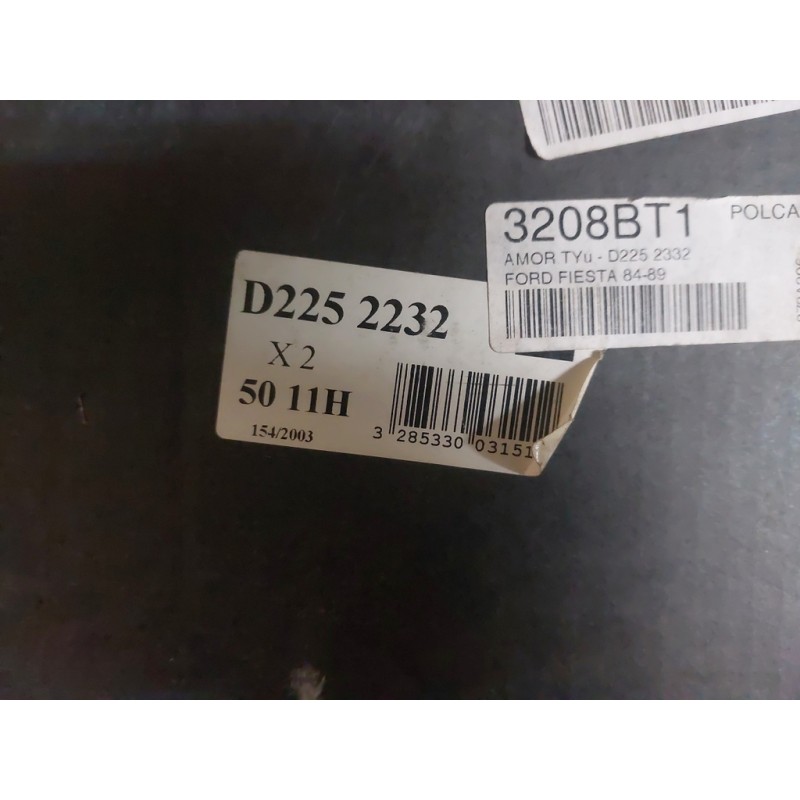 3208BT1
POLCA
AMOR TYu - D225 2332
FORD FIESTA 84-89
D225 2232
X 2
50 11H
154/2003
3 285330 03151